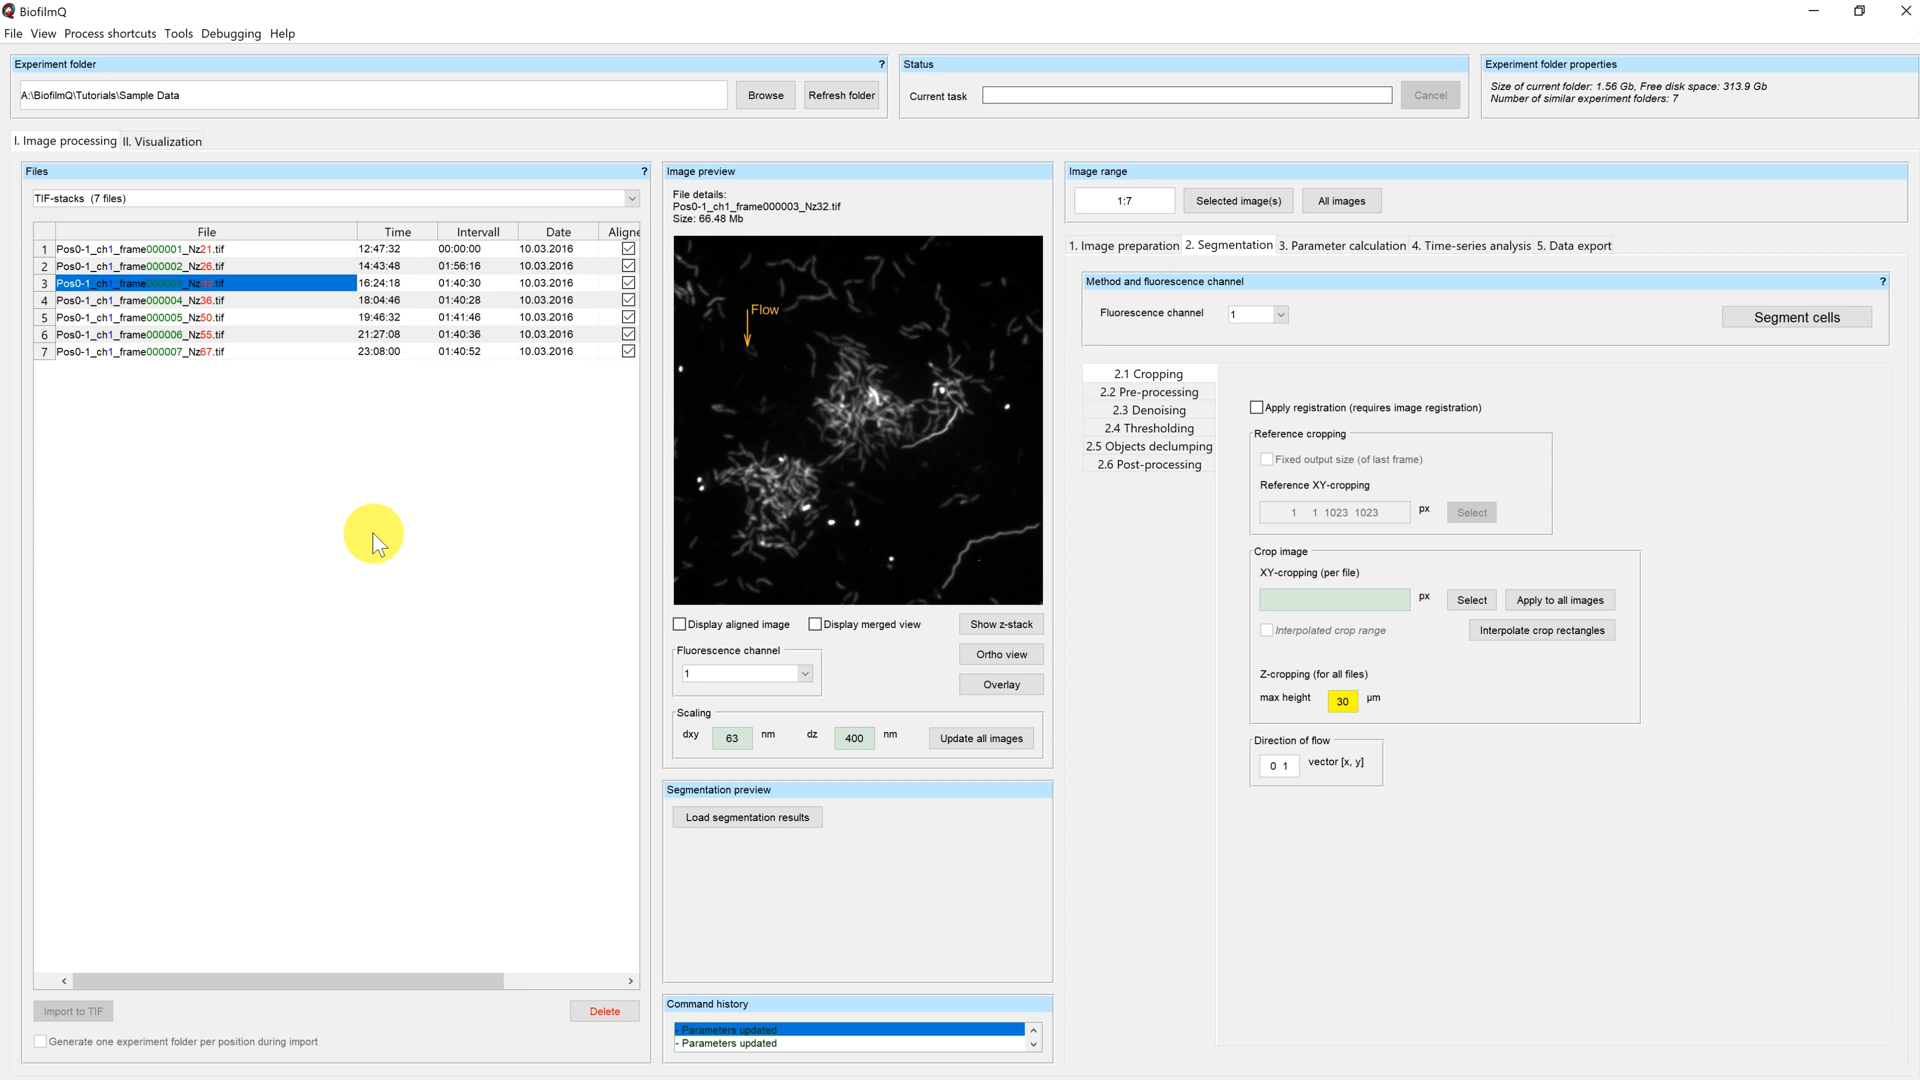 BiofilmQ
File View Process shortcuts Tools Debugging Help
Experiment folder ?
A:\BiofilmQ\Tutorials\Sample Data Browse Refresh folder
Status
Current task Cancel
Experiment folder properties
Size of current folder: 1.56 Gb, Free disk space: 313.9 Gb
Number of similar experiment folders: 7
I. Image processing II. Visualization
Files ?
TIF-stacks (7 files)
File Time Intervall Date Aligne
1 Pos0-1_ch1_frame000001_Nz21.tif 12:47:32 00:00:00 10.03.2016
2 Pos0-1_ch1_frame000002_Nz26.tif 14:43:48 01:56:16 10.03.2016
3 Pos0-1_ch1_frame000003_Nz32.tif 16:24:18 01:40:30 10.03.2016
4 Pos0-1_ch1_frame000004_Nz36.tif 18:04:46 01:40:28 10.03.2016
5 Pos0-1_ch1_frame000005_Nz50.tif 19:46:32 01:41:46 10.03.2016
6 Pos0-1_ch1_frame000006_Nz55.tif 21:27:08 01:40:36 10.03.2016
7 Pos0-1_ch1_frame000007_Nz67.tif 23:08:00 01:40:52 10.03.2016
Import to TIF Delete
Generate one experiment folder per position during import
Image preview
File details:
Pos0-1_ch1_frame000003_Nz32.tif
Size: 66.48 Mb
Flow
Display aligned image Display merged view Show z-stack
Fluorescence channel
1
Ortho view
Overlay
Scaling
dxy 63 nm dz 400 nm Update all images
Segmentation preview
Load segmentation results
Command history
- Parameters updated
- Parameters updated
Image range
1:7 Selected image(s) All images
1. Image preparation 2. Segmentation 3. Parameter calculation 4. Time-series analysis 5. Data export
Method and fluorescence channel ?
Fluorescence channel 1 Segment cells
2.1 Cropping
2.2 Pre-processing
2.3 Denoising
2.4 Thresholding
2.5 Objects declumping
2.6 Post-processing
Apply registration (requires image registration)
Reference cropping
Fixed output size (of last frame)
Reference XY-cropping
1 1 1023 1023 px Select
Crop image
XY-cropping (per file)
px Select Apply to all images
Interpolated crop range Interpolate crop rectangles
Z-cropping (for all files)
max height 30 µm
Direction of flow
0 1 vector [x, y]